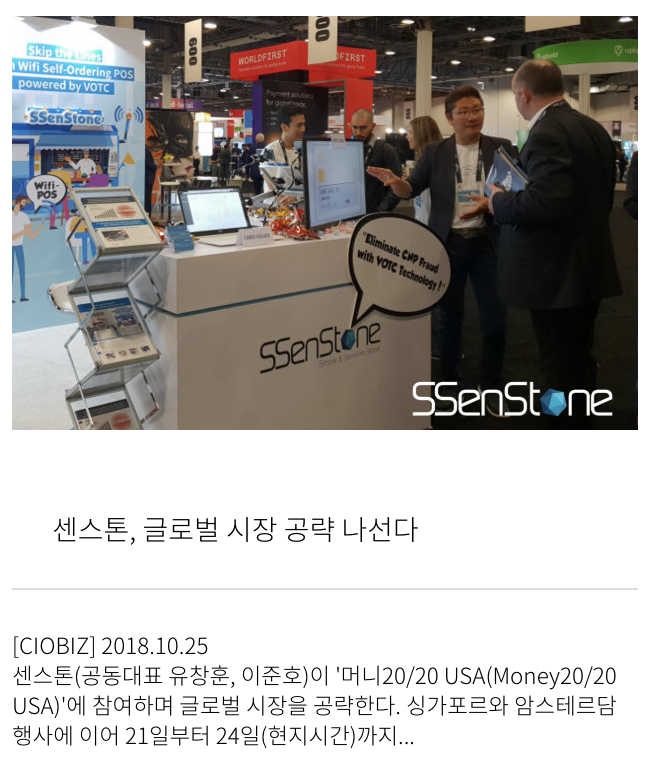 Skip the Lines
Wifi Self-Ordering POS
powered by VOTC
SSenStone
Wifi-
POS
600
WORLDFIRST
Payment solutions
for global trade
"Eliminate CNP Fraud
with VOTC Technology!"
SSenStone
SSenStone
센스톤, 글로벌 시장 공략 나선다
[CIOBIZ] 2018.10.25
센스톤(공동대표 유창훈, 이준호)이 '머니20/20 USA(Money20/20
USA)'에 참여하며 글로벌 시장을 공략한다. 싱가포르와 암스테르담
행사에 이어 21일부터 24일(현지시간)까지...